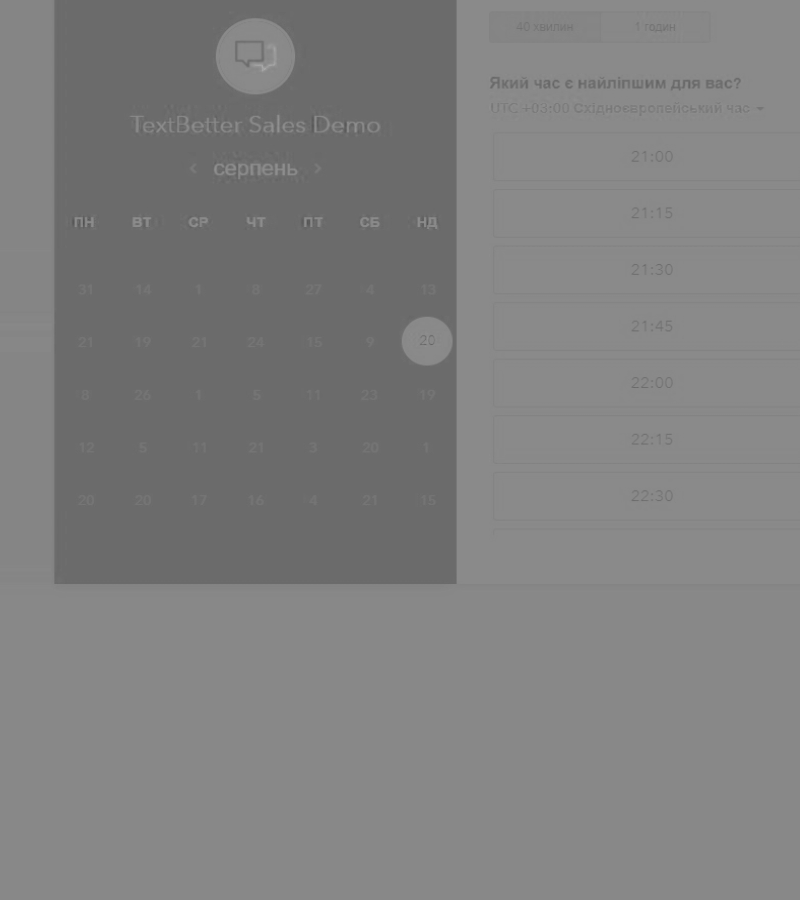 TextBetter Sales Demo
‹ серпень ›
ПН ВТ СР ЧТ ПТ СБ НД
31 14 1 8 27 4 13
21 19 21 24 15 9 20
8 26 1 5 11 23 19
12 5 11 21 3 20 1
20 20 17 16 4 21 15
40 хвилин 1 годин
Який час є найліпшим для вас?
UTC +03:00 Східноєвропейський час
21:00
21:15
21:30
21:45
22:00
22:15
22:30